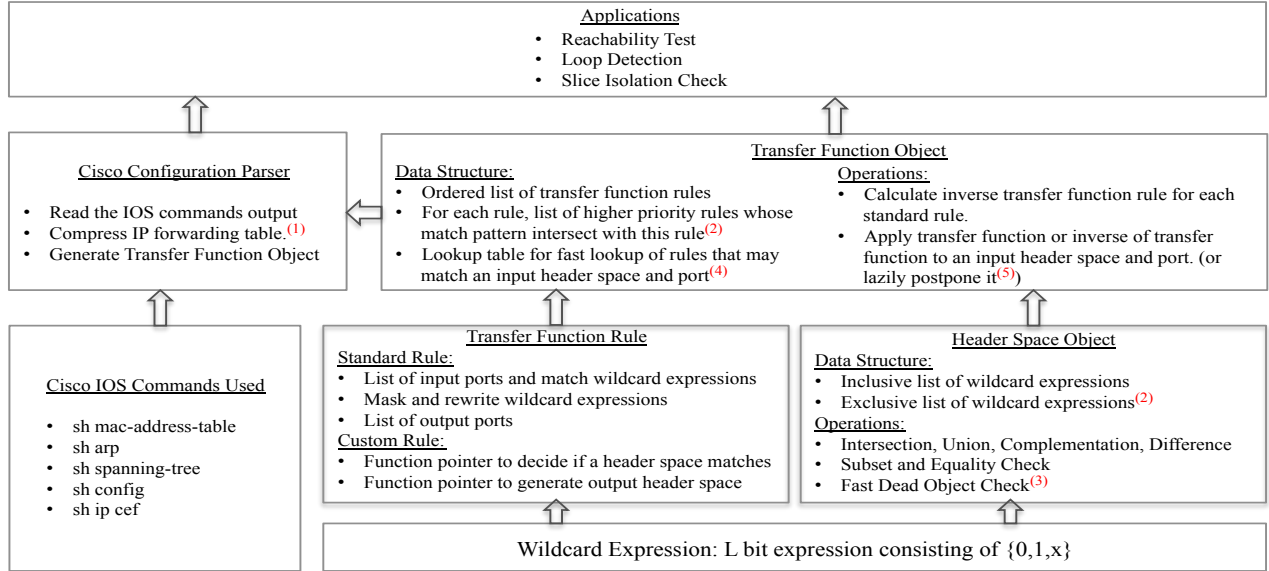 Applications
• Reachability Test
• Loop Detection
• Slice Isolation Check
Cisco Configuration Parser
• Read the IOS commands output
• Compress IP forwarding table.(1)
• Generate Transfer Function Object
Transfer Function Object
Data Structure:
• Ordered list of transfer function rules
• For each rule, list of higher priority rules whose
match pattern intersect with this rule(2)
• Lookup table for fast lookup of rules that may
match an input header space and port(4)
Operations:
• Calculate inverse transfer function rule for each
standard rule.
• Apply transfer function or inverse of transfer
function to an input header space and port. (or
lazily postpone it(5))
Cisco IOS Commands Used
• sh mac-address-table
• sh arp
• sh spanning-tree
• sh config
• sh ip cef
Transfer Function Rule
Standard Rule:
• List of input ports and match wildcard expressions
• Mask and rewrite wildcard expressions
• List of output ports
Custom Rule:
• Function pointer to decide if a header space matches
• Function pointer to generate output header space
Header Space Object
Data Structure:
• Inclusive list of wildcard expressions
• Exclusive list of wildcard expressions(2)
Operations:
• Intersection, Union, Complementation, Difference
• Subset and Equality Check
• Fast Dead Object Check(3)
Wildcard Expression: L bit expression consisting of {0,1,x}